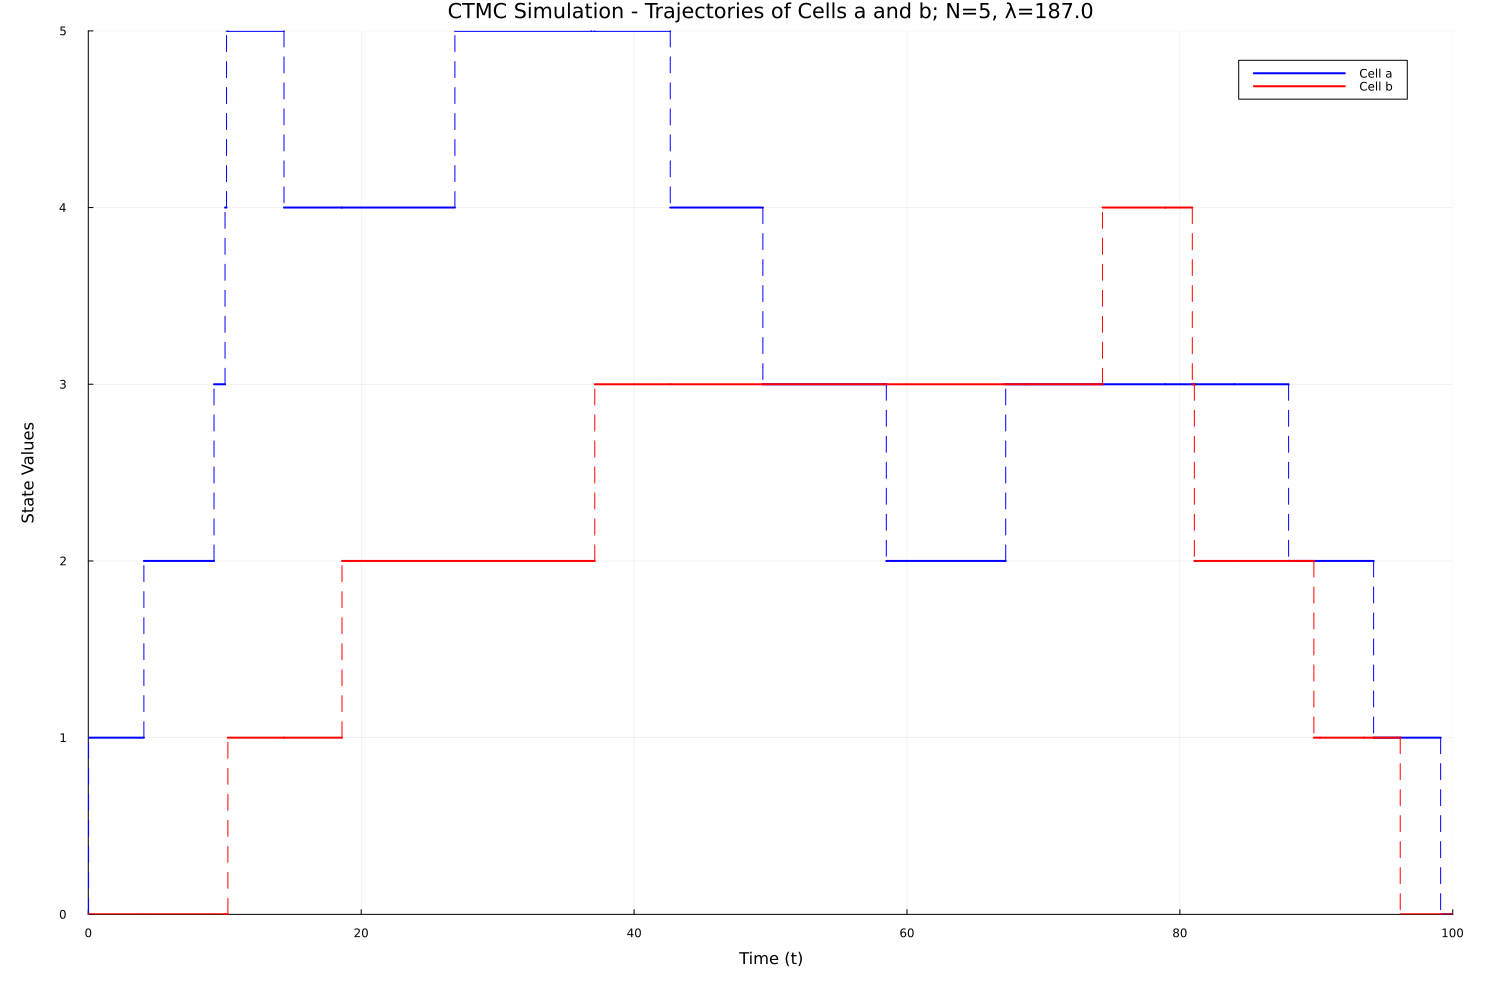 CTMC Simulation - Trajectories of Cells a and b; N=5, λ=187.0
5
4
3
2
1
0
State Values
Cell a
Cell b
0 20 40 60 80 100
Time (t)